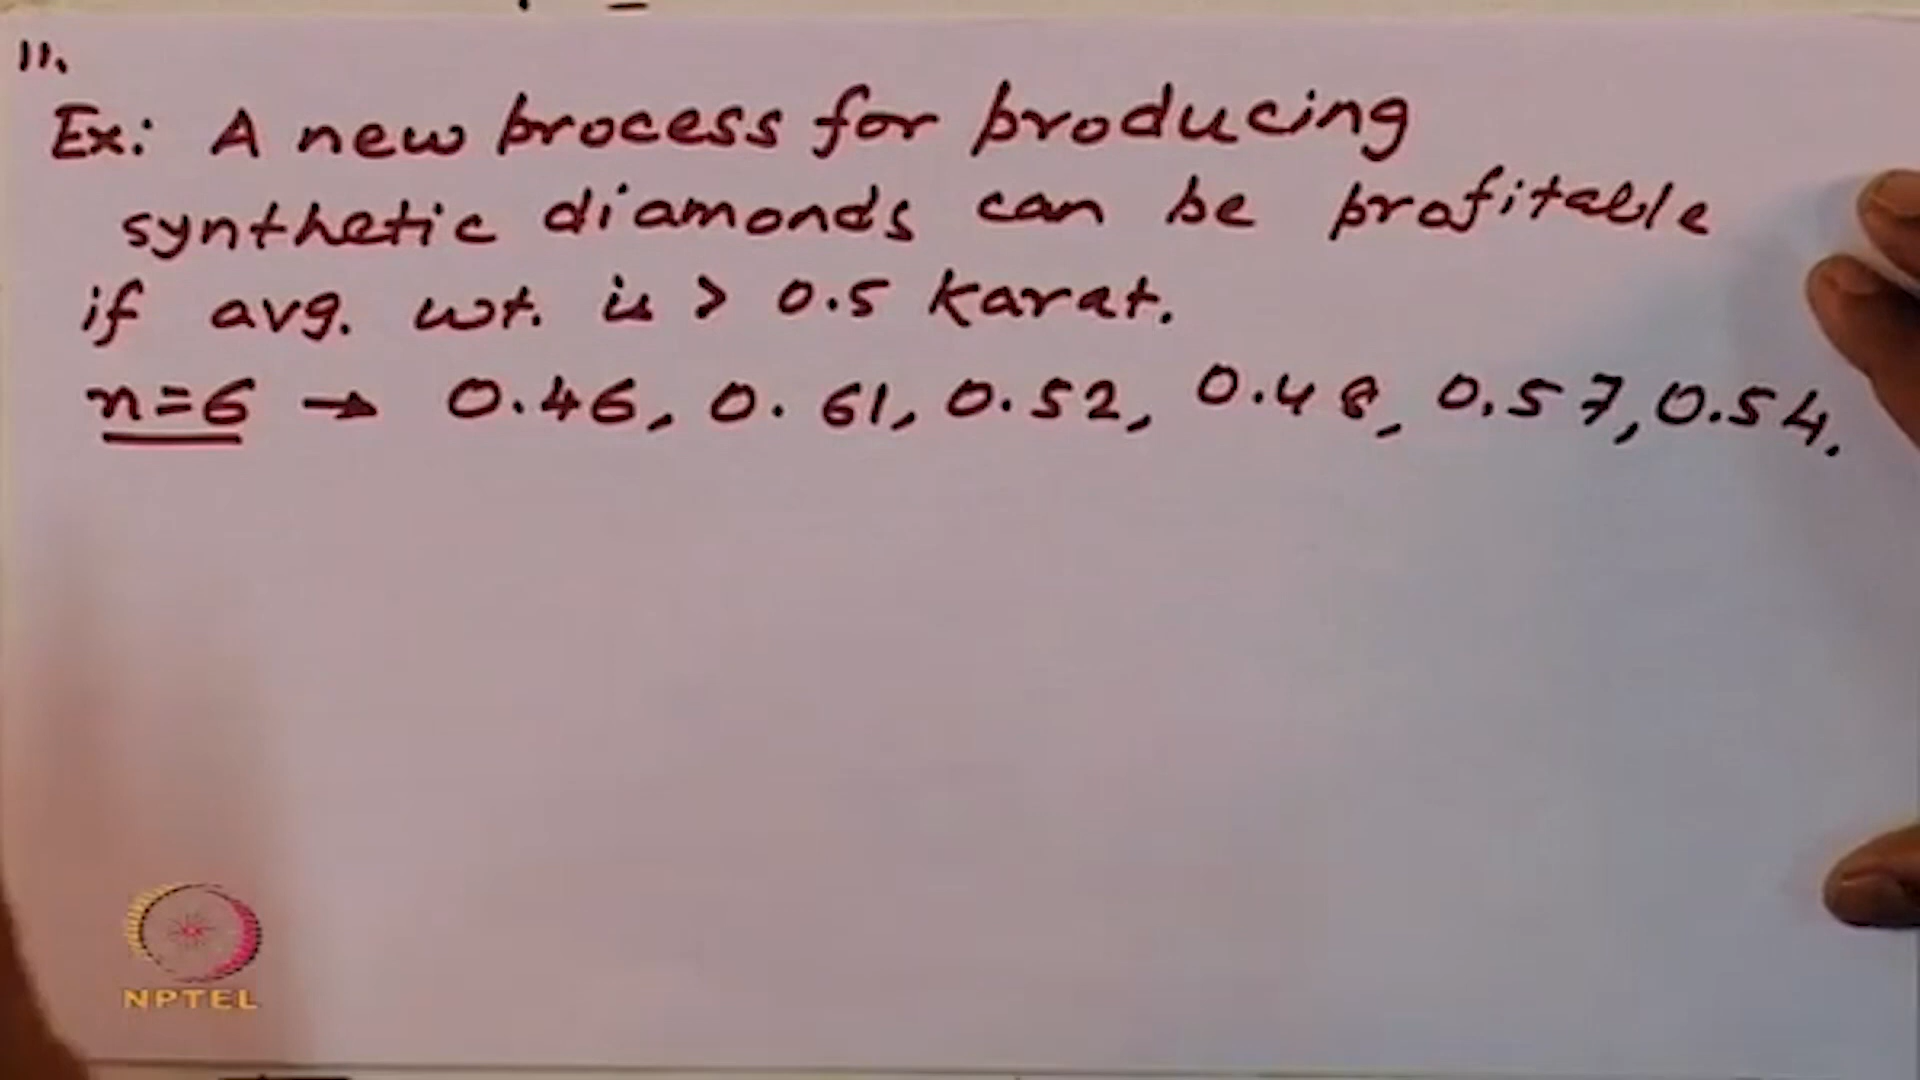 11.
Ex: A new process for producing
synthetic diamonds can be profitable
if avg. wt. is > 0.5 karat.
n=6 → 0.46, 0.61, 0.52, 0.48, 0.57, 0.54.
NPTEL